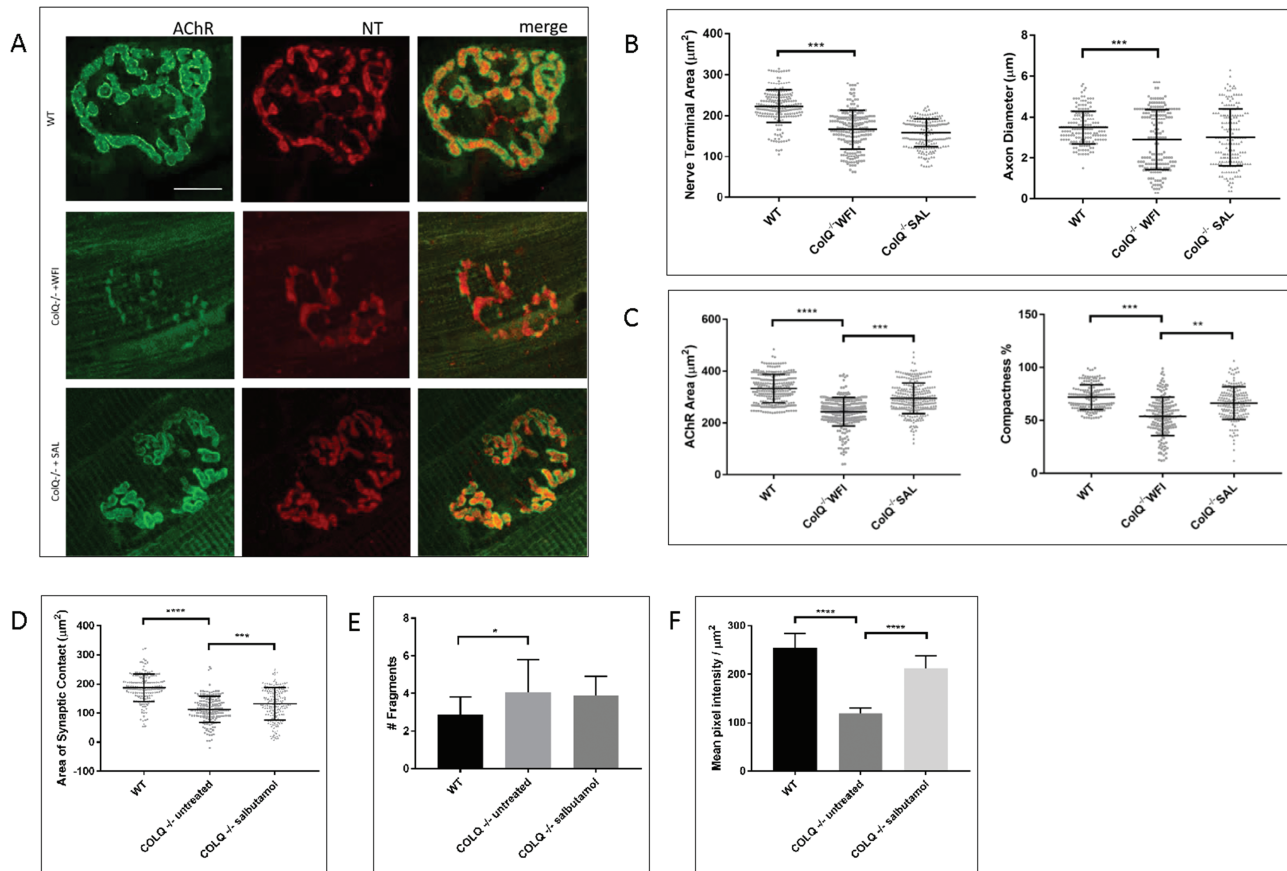 A
AChR
NT
merge
WT
ColQ-/- +WFI
ColQ-/- + SAL
B
***
Nerve Terminal Area (μm²)
400
300
200
100
0
WT
ColQ⁻/⁻ WFI
ColQ⁻/⁻ SAL
***
Axon Diameter (μm)
8
6
4
2
0
WT
ColQ⁻/⁻ WFI
ColQ⁻/⁻ SAL
C
****
***
AChR Area (μm²)
600
400
200
0
WT
ColQ⁻/⁻ WFI
ColQ⁻/⁻ SAL
***
**
Compactness %
150
100
50
0
WT
ColQ⁻/⁻ WFI
ColQ⁻/⁻ SAL
D
****
***
Area of Synaptic Contact (μm²)
400
300
200
100
0
-100
WT
COLQ -/- untreated
COLQ -/- salbutamol
E
*
# Fragments
8
6
4
2
0
WT
COLQ -/- untreated
COLQ -/- salbutamol
F
****
****
Mean pixel intensity / μm²
300
200
100
0
WT
COLQ -/- untreated
COLQ -/- salbutamol